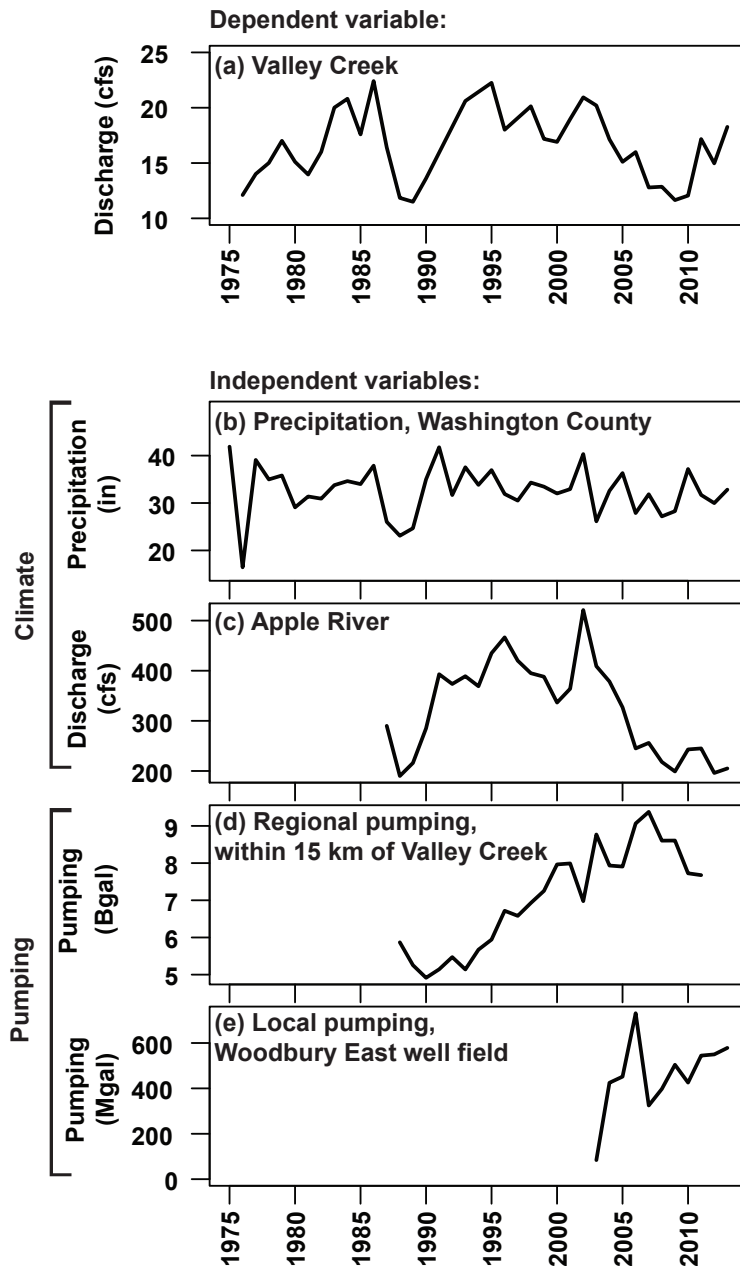 Dependent variable:
(a) Valley Creek
Discharge (cfs)
25
20
15
10
1975
1980
1985
1990
1995
2000
2005
2010
Independent variables:
Climate
(b) Precipitation, Washington County
Precipitation
(in)
40
30
20
(c) Apple River
Discharge
(cfs)
500
400
300
200
Pumping
(d) Regional pumping,
within 15 km of Valley Creek
Pumping
(Bgal)
9
8
7
6
5
(e) Local pumping,
Woodbury East well field
Pumping
(Mgal)
600
400
200
0
1975
1980
1985
1990
1995
2000
2005
2010